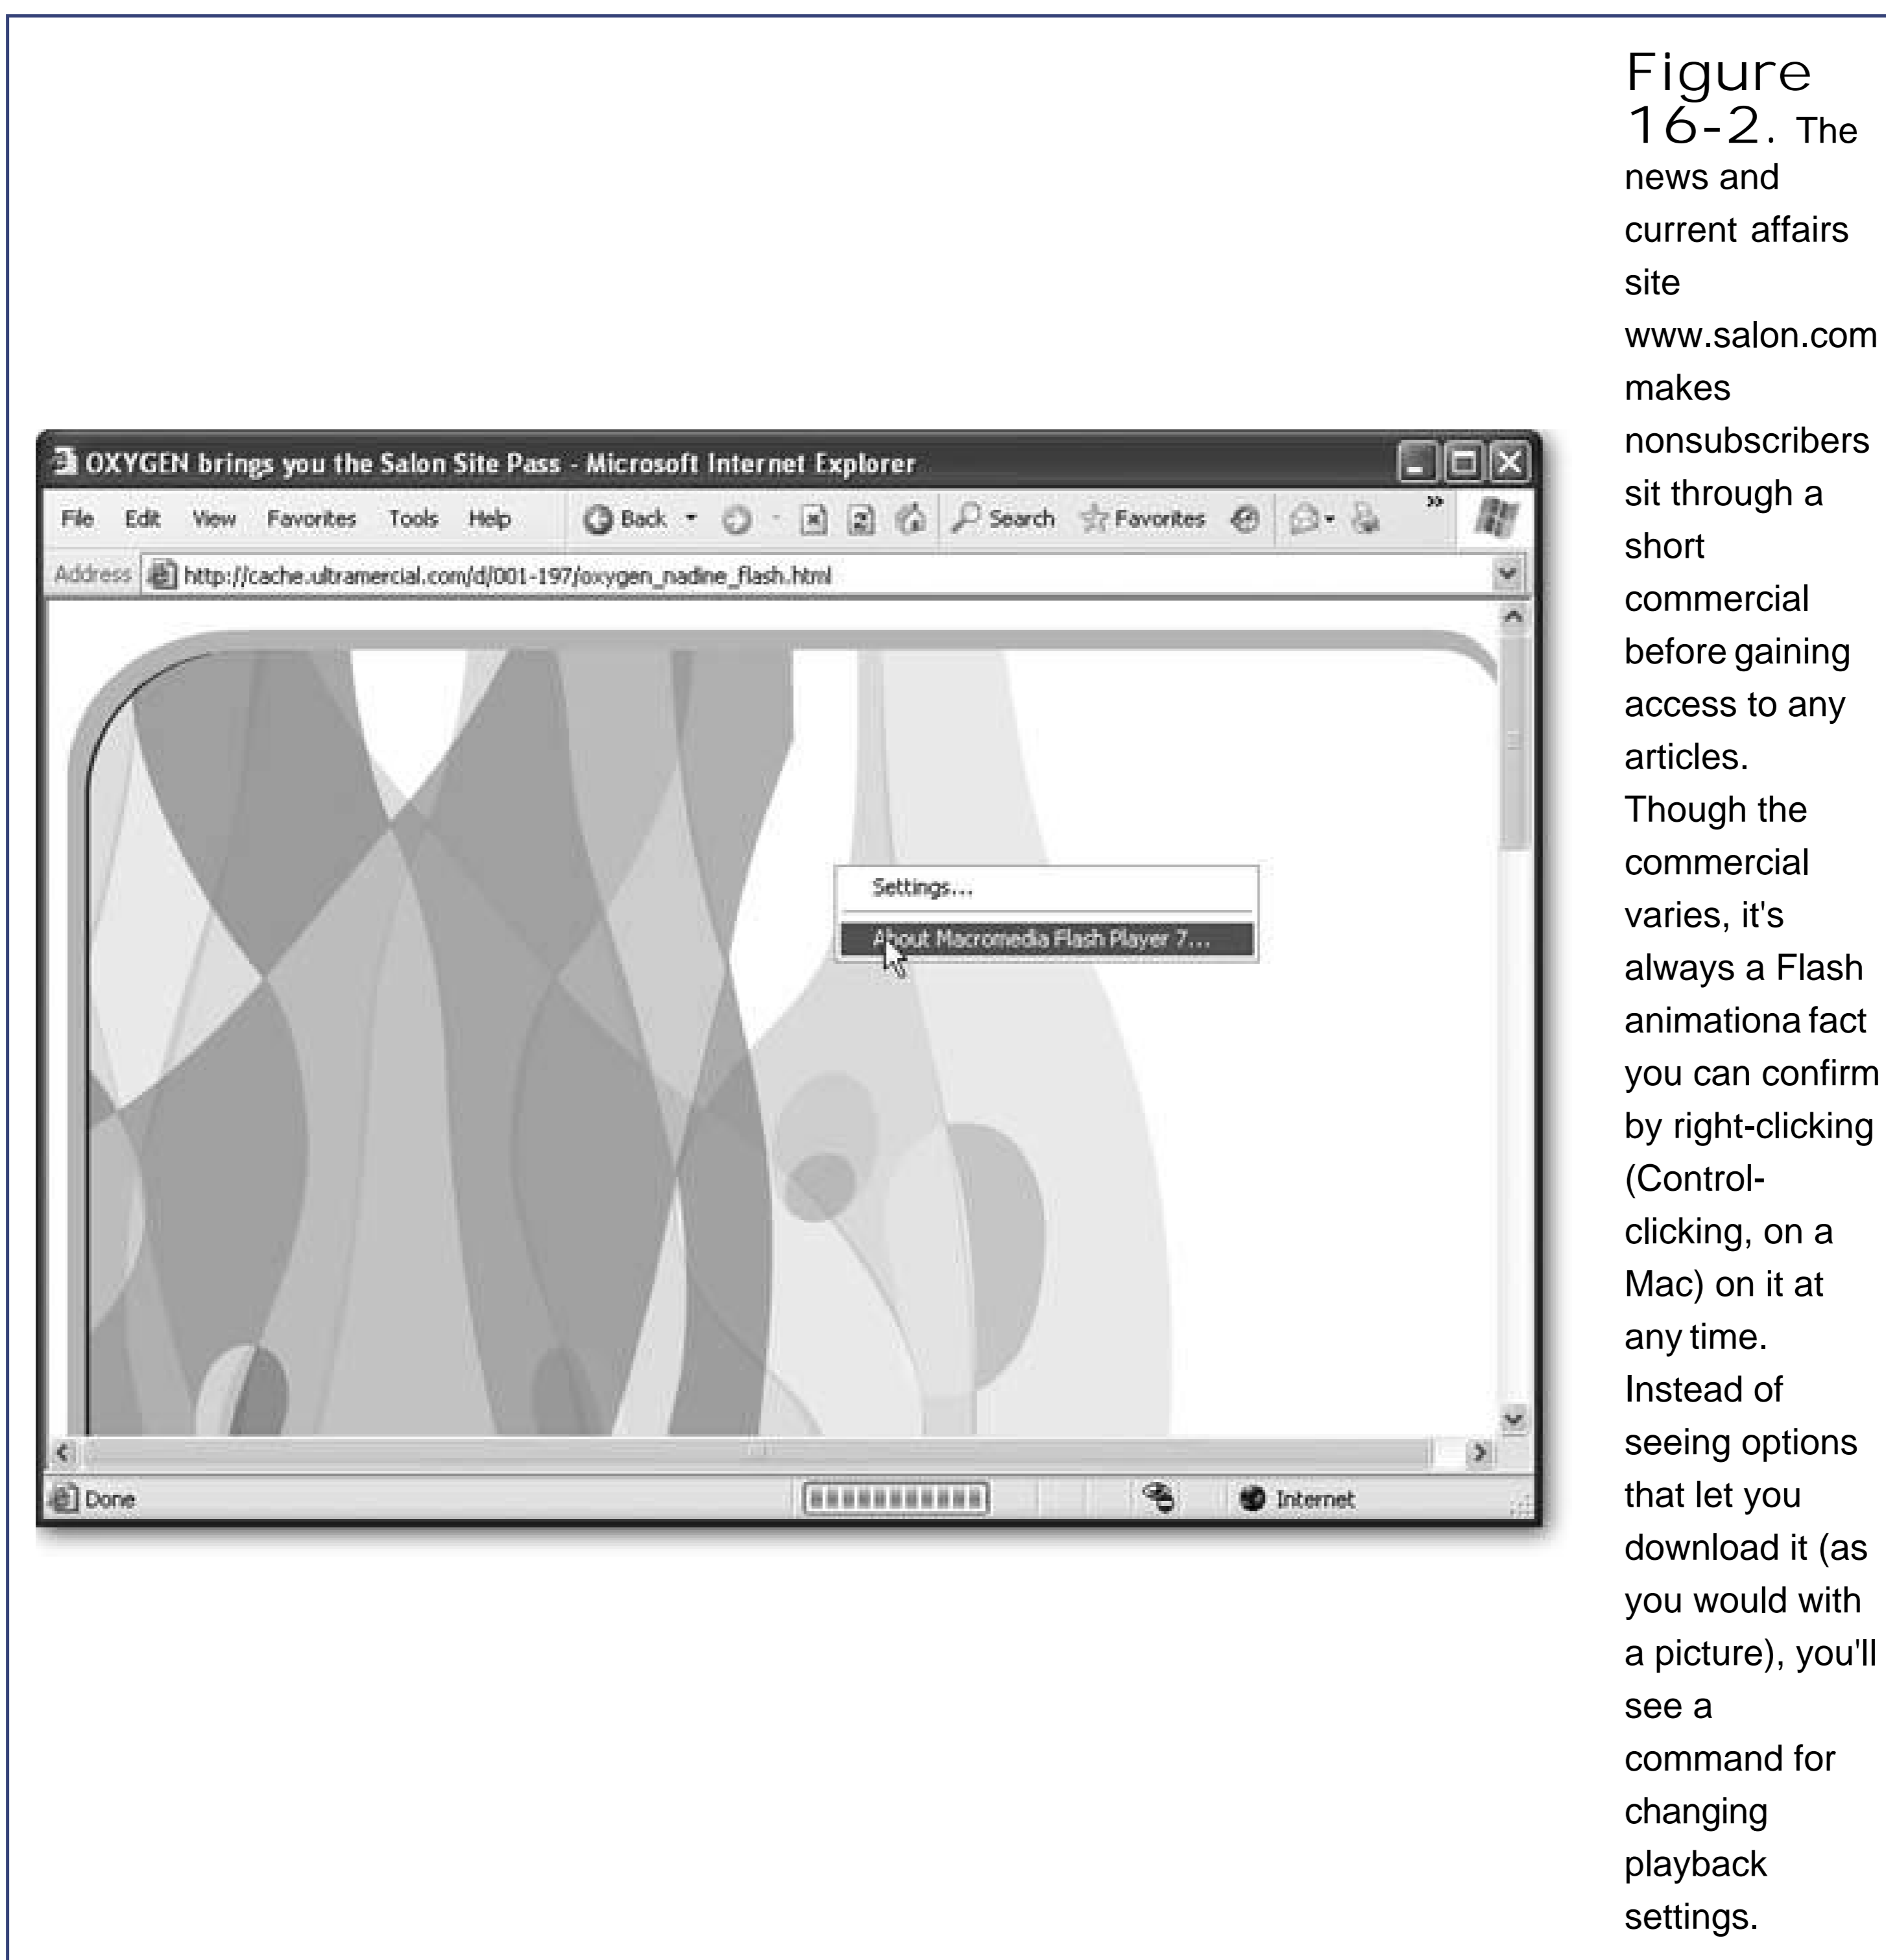 Figure
16-2. The
news and
current affairs
site
www.salon.com
makes
nonsubscribers
sit through a
short
commercial
before gaining
access to any
articles.
Though the
commercial
varies, it's
always a Flash
animationa fact
you can confirm
by right-clicking
(Control-
clicking, on a
Mac) on it at
any time.
Instead of
seeing options
that let you
download it (as
you would with
a picture), you'll
see a
command for
changing
playback
settings.
OXYGEN brings you the Salon Site Pass - Microsoft Internet Explorer
File Edit View Favorites Tools Help Back Search Favorites »
Address http://cache.ultramercial.com/d/001-197/oxygen_nadine_flash.html
Settings...
About Macromedia Flash Player 7...
Done Internet